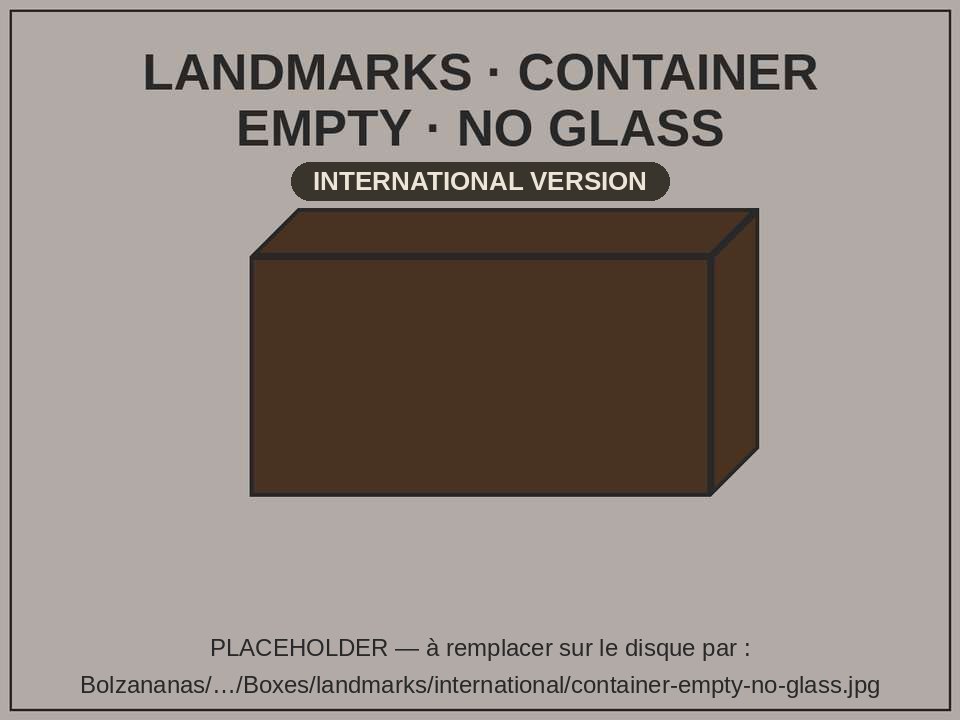 LANDMARKS · CONTAINER
EMPTY · NO GLASS
INTERNATIONAL VERSION
PLACEHOLDER — à remplacer sur le disque par :
Bolzananas/…/Boxes/landmarks/international/container-empty-no-glass.jpg